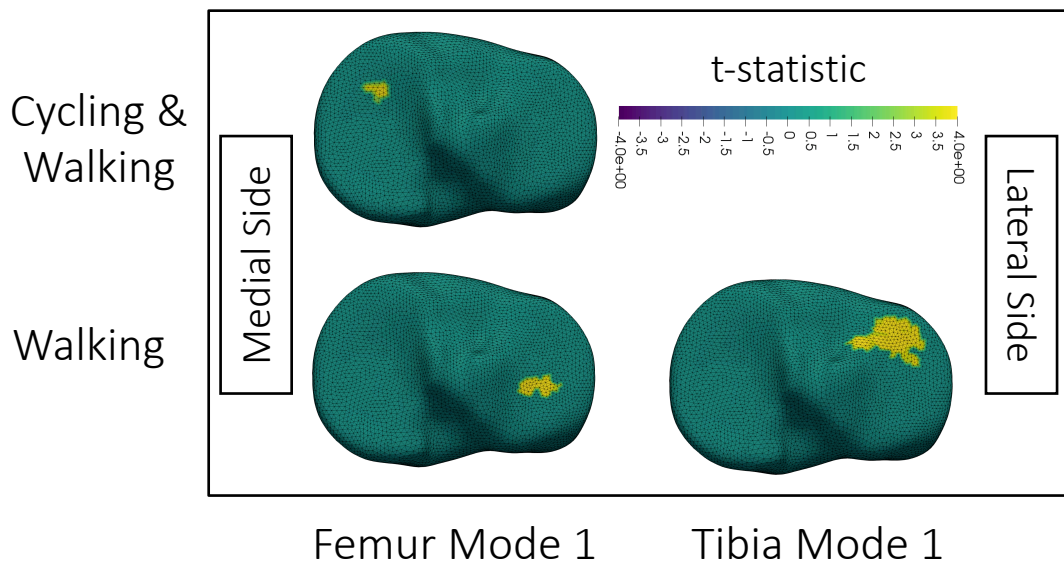 Cycling &
Walking
t-statistic
-4.0e+00
-3.5
-3
-2.5
-2
-1.5
-1
-0.5
0
0.5
1
1.5
2
2.5
3
3.5
4.0e+00
Medial Side
Lateral Side
Walking
Femur Mode 1
Tibia Mode 1